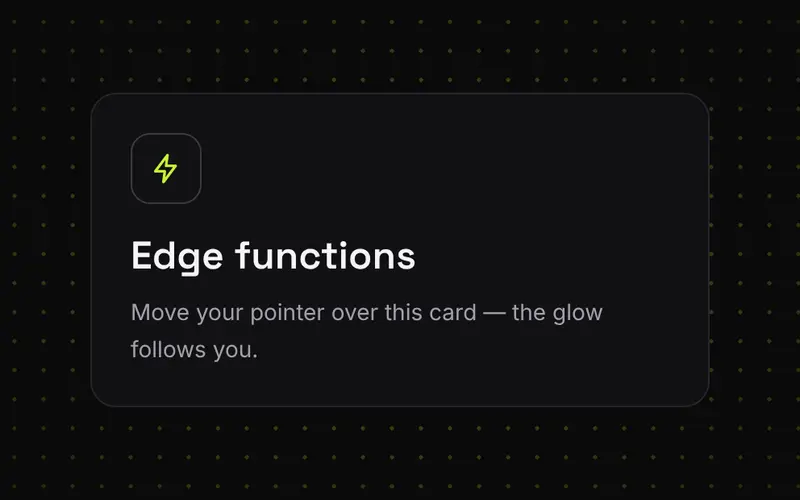 Edge functions
Move your pointer over this card — the glow
follows you.